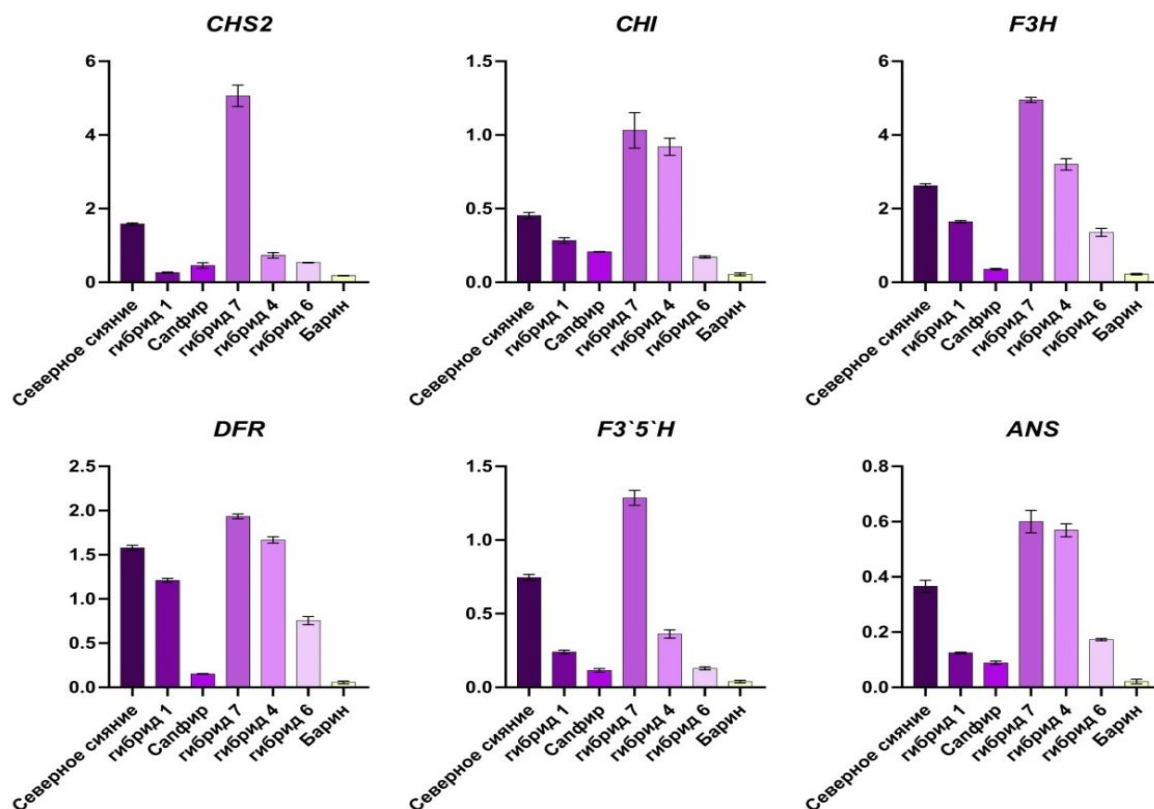 CHS2
6
4
2
0
Северное сияние
гибрид 1
Сапфир
гибрид 7
гибрид 4
гибрид 6
Барин
CHI
1.5
1.0
0.5
0.0
Северное сияние
гибрид 1
Сапфир
гибрид 7
гибрид 4
гибрид 6
Барин
F3H
6
4
2
0
Северное сияние
гибрид 1
Сапфир
гибрид 7
гибрид 4
гибрид 6
Барин
DFR
2.5
2.0
1.5
1.0
0.5
0.0
Северное сияние
гибрид 1
Сапфир
гибрид 7
гибрид 4
гибрид 6
Барин
F3`5`H
1.5
1.0
0.5
0.0
Северное сияние
гибрид 1
Сапфир
гибрид 7
гибрид 4
гибрид 6
Барин
ANS
0.8
0.6
0.4
0.2
0.0
Северное сияние
гибрид 1
Сапфир
гибрид 7
гибрид 4
гибрид 6
Барин